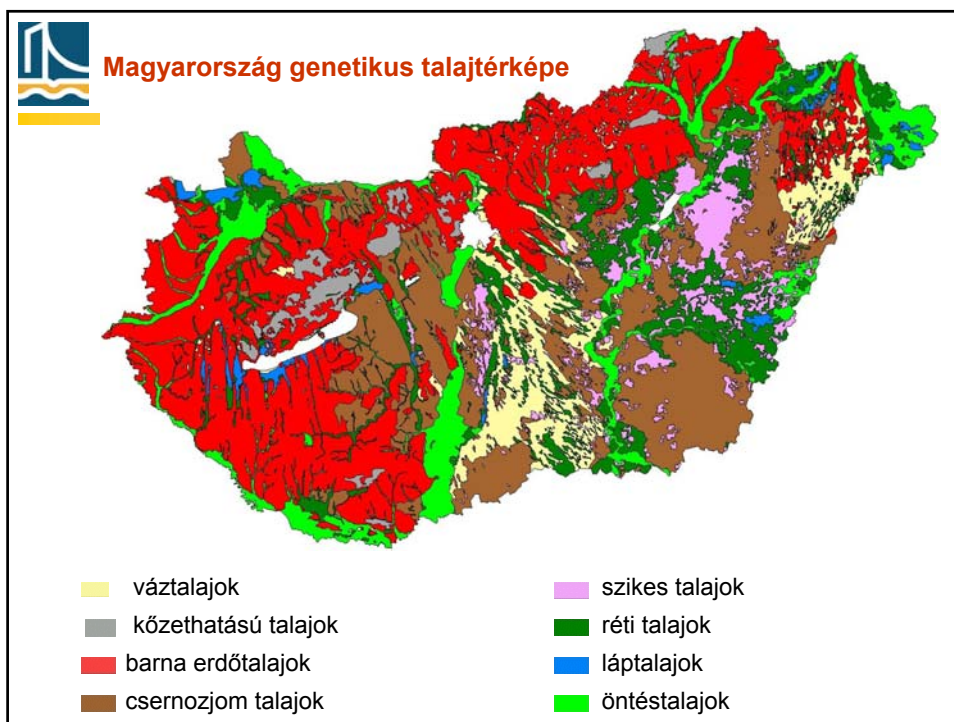 Magyarország genetikus talajtérképe
váztalajok
kőzethatású talajok
barna erdőtalajok
csernozjom talajok
szikes talajok
réti talajok
láptalajok
öntéstalajok